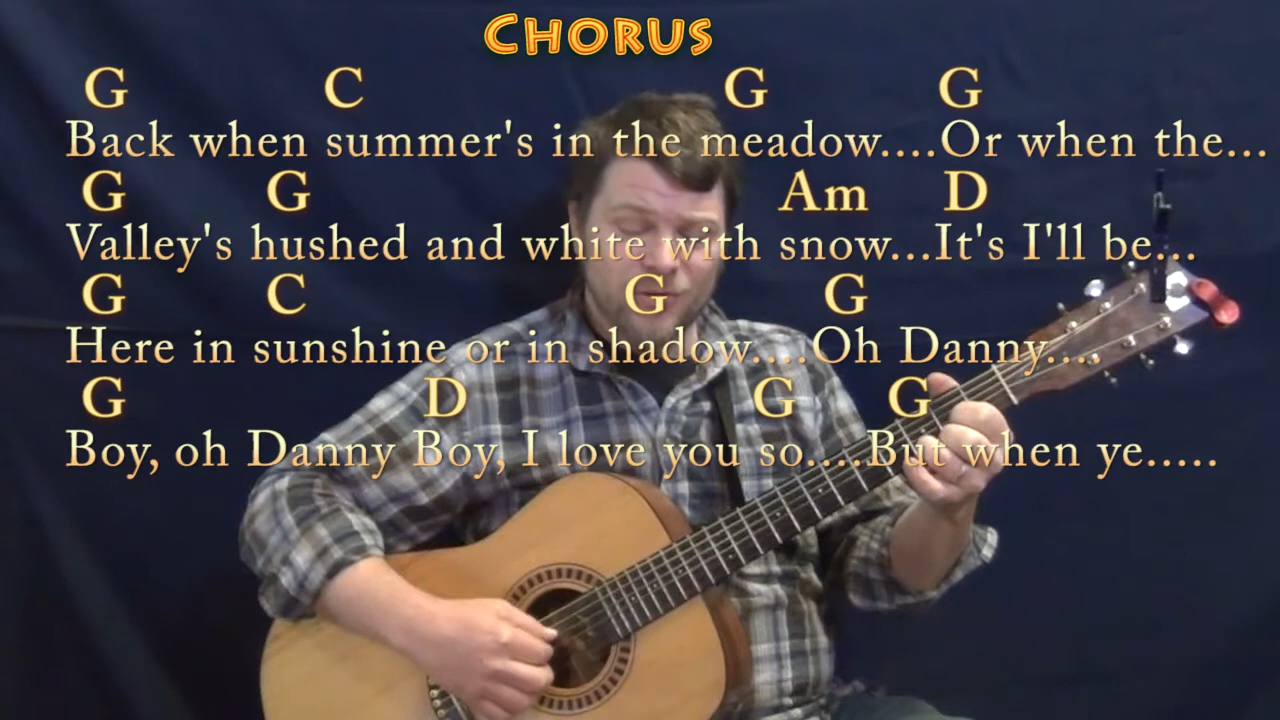 CHORUS
G C G G
Back when summer's in the meadow....Or when the...
G G Am D
Valley's hushed and white with snow...It's I'll be...
G C G G
Here in sunshine or in shadow....Oh Danny....
G D G G
Boy, oh Danny Boy, I love you so....But when ye.....